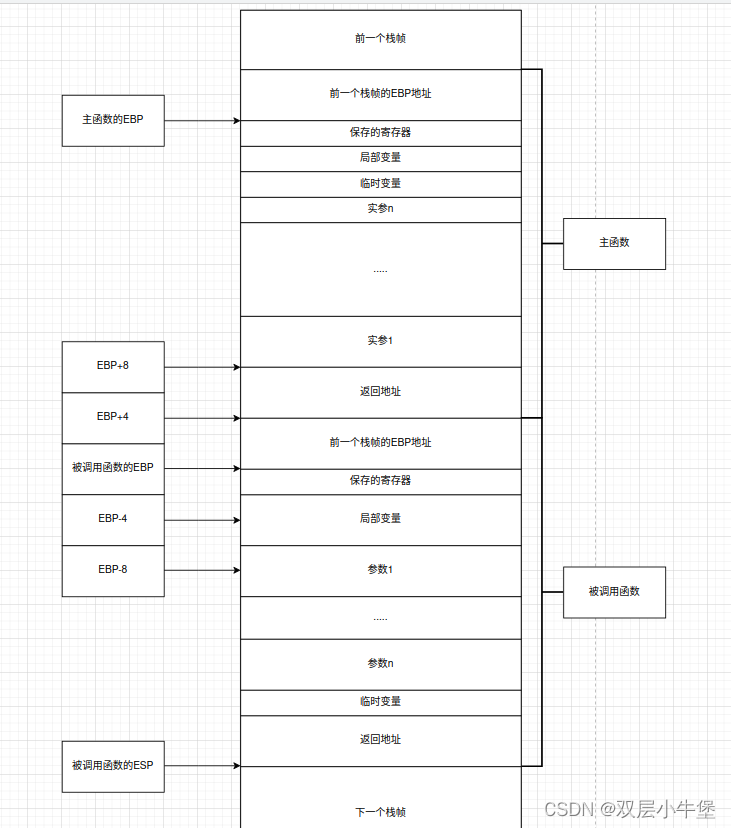 前一个栈帧
前一个栈帧的EBP地址
主函数的EBP
保存的寄存器
局部变量
临时变量
实参n
主函数
.....
实参1
EBP+8
返回地址
EBP+4
前一个栈帧的EBP地址
被调用函数的EBP
保存的寄存器
EBP-4
局部变量
EBP-8
参数1
被调用函数
.....
参数n
临时变量
返回地址
被调用函数的ESP
下一个栈帧
CSDN @双层小牛堡